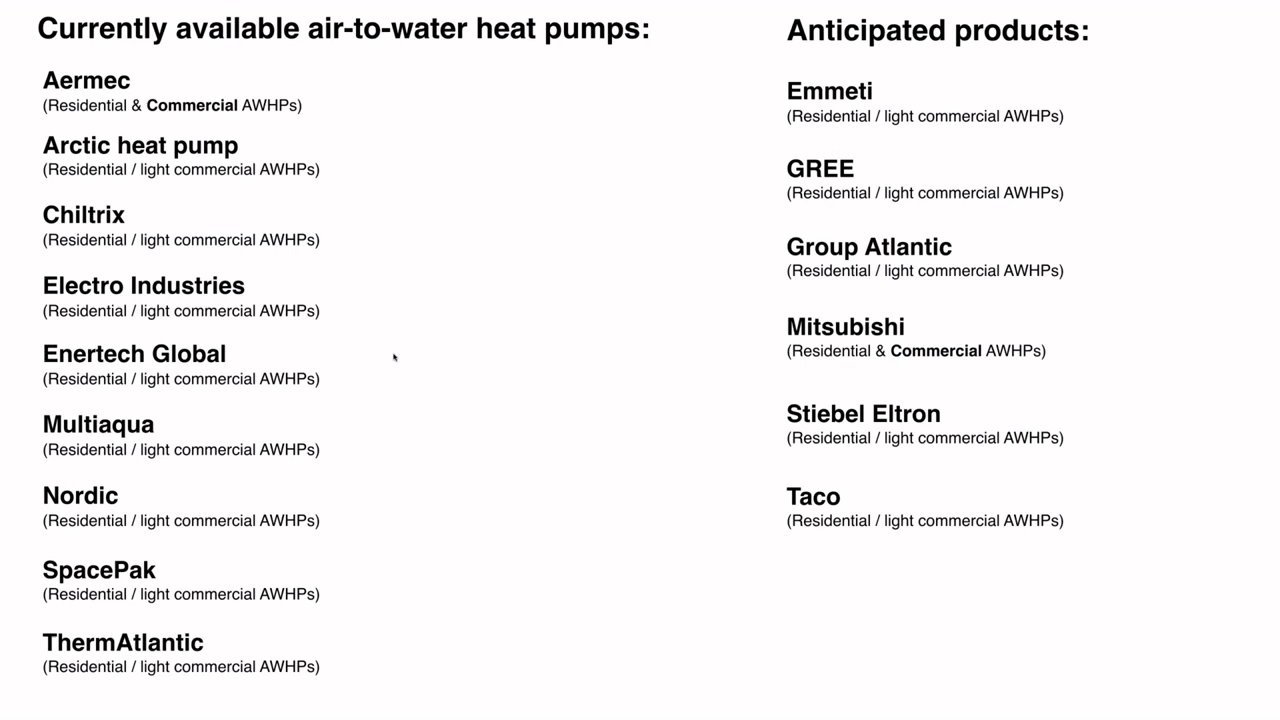 Currently available air-to-water heat pumps:
Aermec
(Residential & Commercial AWHPs)
Arctic heat pump
(Residential / light commercial AWHPs)
Chiltrix
(Residential / light commercial AWHPs)
Electro Industries
(Residential / light commercial AWHPs)
Enertech Global
(Residential / light commercial AWHPs)
Multiaqua
(Residential / light commercial AWHPs)
Nordic
(Residential / light commercial AWHPs)
SpacePak
(Residential / light commercial AWHPs)
ThermAtlantic
(Residential / light commercial AWHPs)
Anticipated products:
Emmeti
(Residential / light commercial AWHPs)
GREE
(Residential / light commercial AWHPs)
Group Atlantic
(Residential / light commercial AWHPs)
Mitsubishi
(Residential & Commercial AWHPs)
Stiebel Eltron
(Residential / light commercial AWHPs)
Taco
(Residential / light commercial AWHPs)